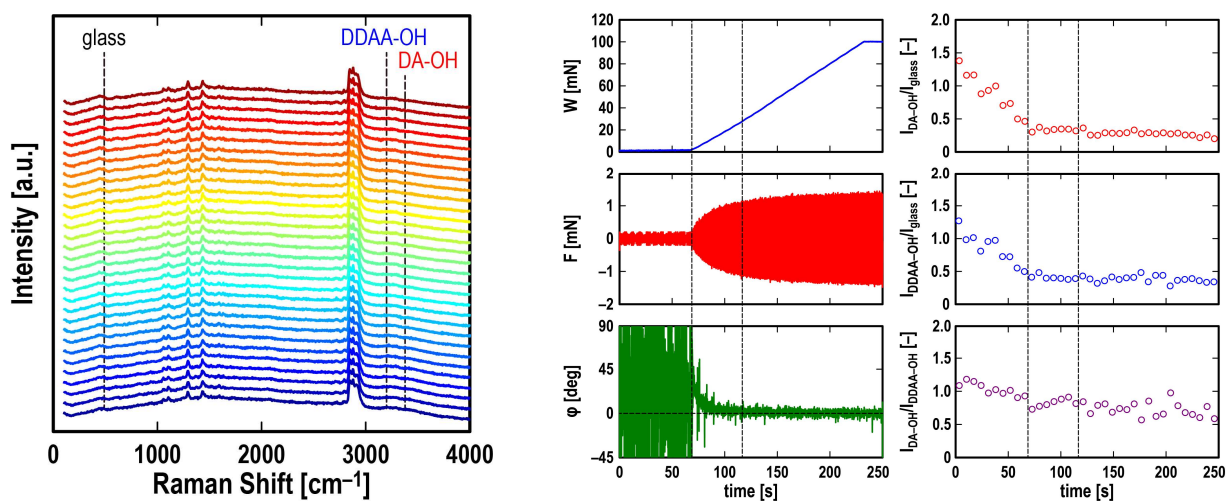 glass
DDAA-OH
DA-OH
Intensity [a.u.]
0 1000 2000 3000 4000
Raman Shift [cm⁻¹]
W [mN]
120
100
80
60
40
20
0
F [mN]
2
1
0
−1
−2
φ [deg]
90
45
0
−45
0 50 100 150 200 250
time [s]
I_DA−OH/I_glass [−]
2.0
1.5
1.0
0.5
0
I_DDAA−OH/I_glass [−]
2.0
1.5
1.0
0.5
0
I_DA−OH/I_DDAA−OH [−]
2.0
1.5
1.0
0.5
0
0 50 100 150 200 250
time [s]